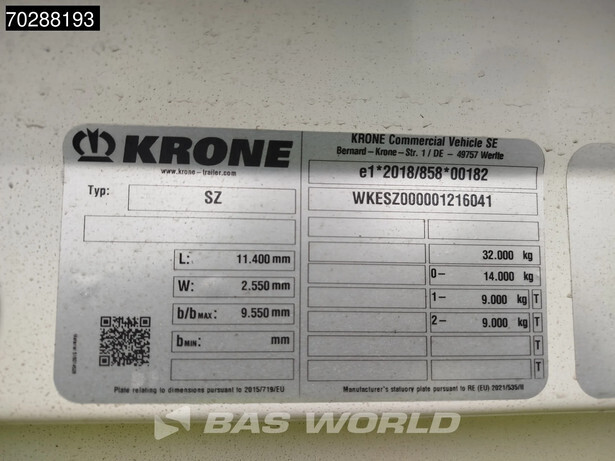 70288193
KRONE
www.krone-trailer.com
KRONE Commercial Vehicle SE
Bernard-Krone-Str. 1 / DE - 49757 Werlte
e1*2018/858*00182
Typ: SZ
WKESZ000001216041
L: 11.400 mm
32.000 kg
W: 2.550 mm
0- 14.000 kg
b/b MAX: 9.550 mm
1- 9.000 kg T
b MIN: mm
2- 9.000 kg T
T
T
Plate relating to dimensions pursuant to 2015/719/EU
Manufacturer's statuory plate pursuant to RE (EU) 2021/535/II
BAS WORLD